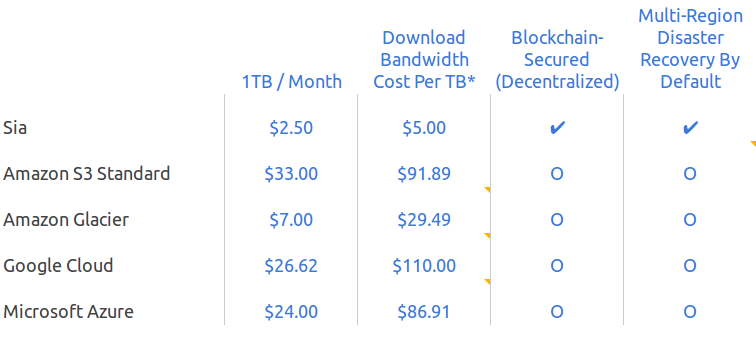 1TB / Month
Download Bandwidth Cost Per TB*
Blockchain-Secured (Decentralized)
Multi-Region Disaster Recovery By Default
Sia $2.50 $5.00 ✔ ✔
Amazon S3 Standard $33.00 $91.89 O O
Amazon Glacier $7.00 $29.49 O O
Google Cloud $26.62 $110.00 O O
Microsoft Azure $24.00 $86.91 O O